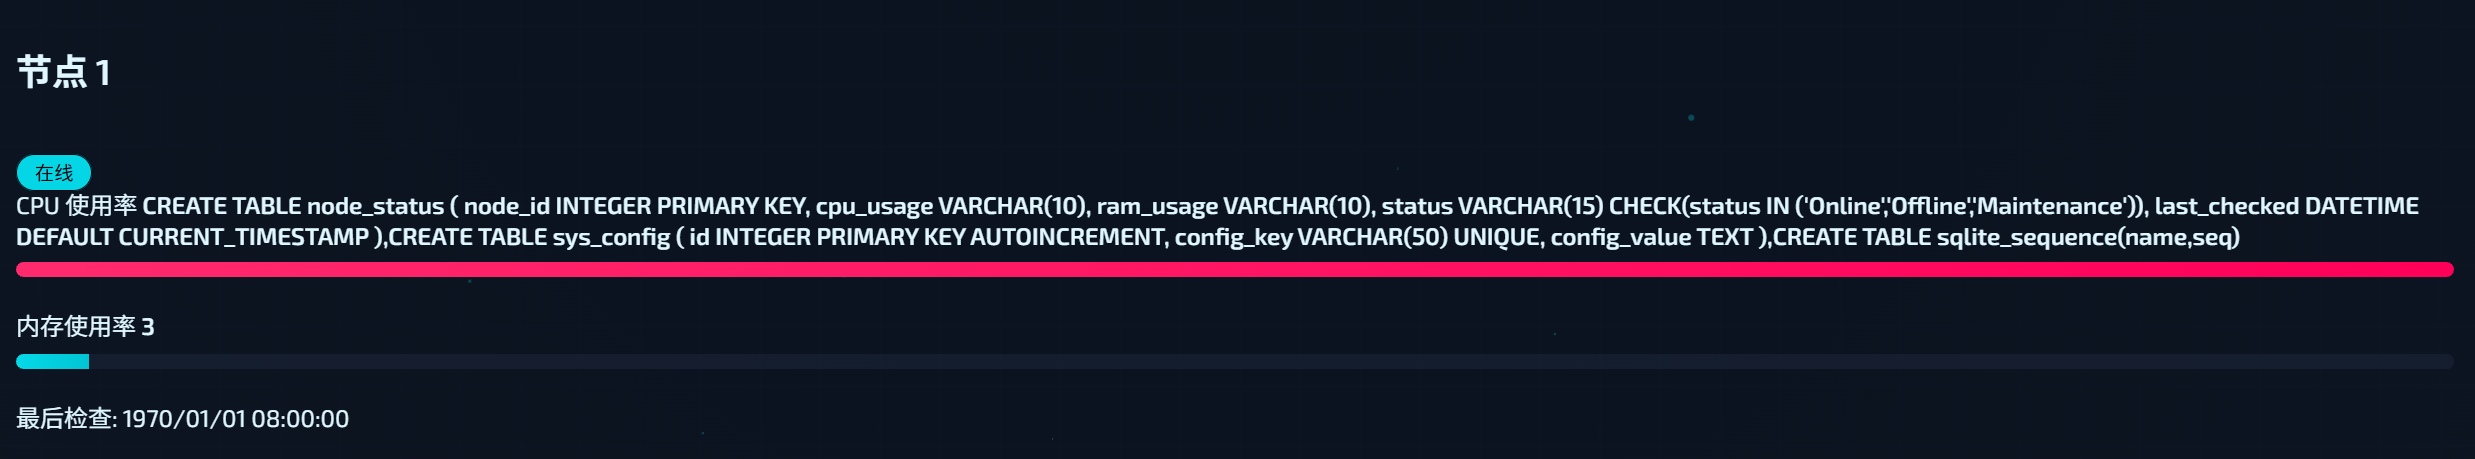 节点 1
在线
CPU 使用率 CREATE TABLE node_status ( node_id INTEGER PRIMARY KEY, cpu_usage VARCHAR(10), ram_usage VARCHAR(10), status VARCHAR(15) CHECK(status IN ('Online','Offline','Maintenance')), last_checked DATETIME
DEFAULT CURRENT_TIMESTAMP ),CREATE TABLE sys_config ( id INTEGER PRIMARY KEY AUTOINCREMENT, config_key VARCHAR(50) UNIQUE, config_value TEXT ),CREATE TABLE sqlite_sequence(name,seq)
内存使用率 3
最后检查: 1970/01/01 08:00:00